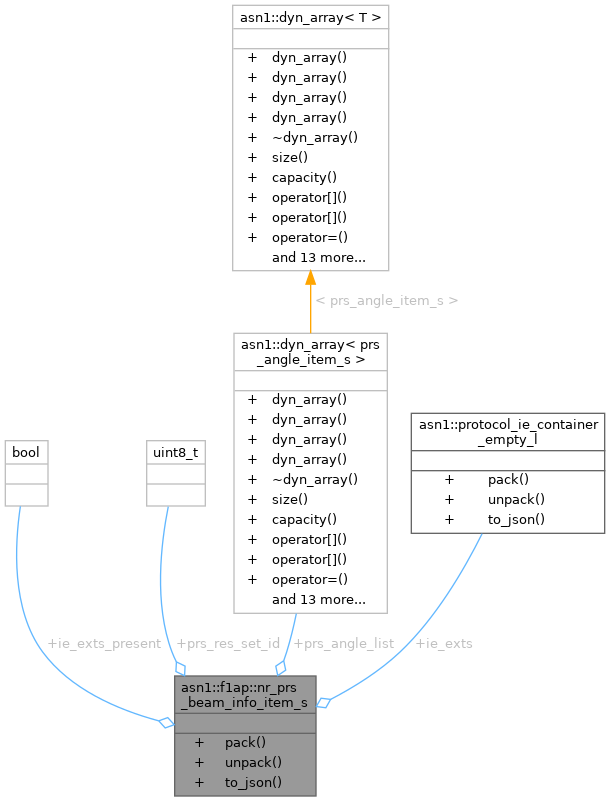 asn1::dyn_array< T >
+ dyn_array()
+ dyn_array()
+ dyn_array()
+ dyn_array()
+ ~dyn_array()
+ size()
+ capacity()
+ operator[]()
+ operator[]()
+ operator=()
and 13 more...
< prs_angle_item_s >
asn1::dyn_array< prs
_angle_item_s >
+ dyn_array()
+ dyn_array()
+ dyn_array()
+ dyn_array()
+ ~dyn_array()
+ size()
+ capacity()
+ operator[]()
+ operator[]()
+ operator=()
and 13 more...
bool
uint8_t
asn1::protocol_ie_container
_empty_l
+ pack()
+ unpack()
+ to_json()
+ie_exts_present
+prs_res_set_id
+prs_angle_list
+ie_exts
asn1::f1ap::nr_prs
_beam_info_item_s
+ pack()
+ unpack()
+ to_json()